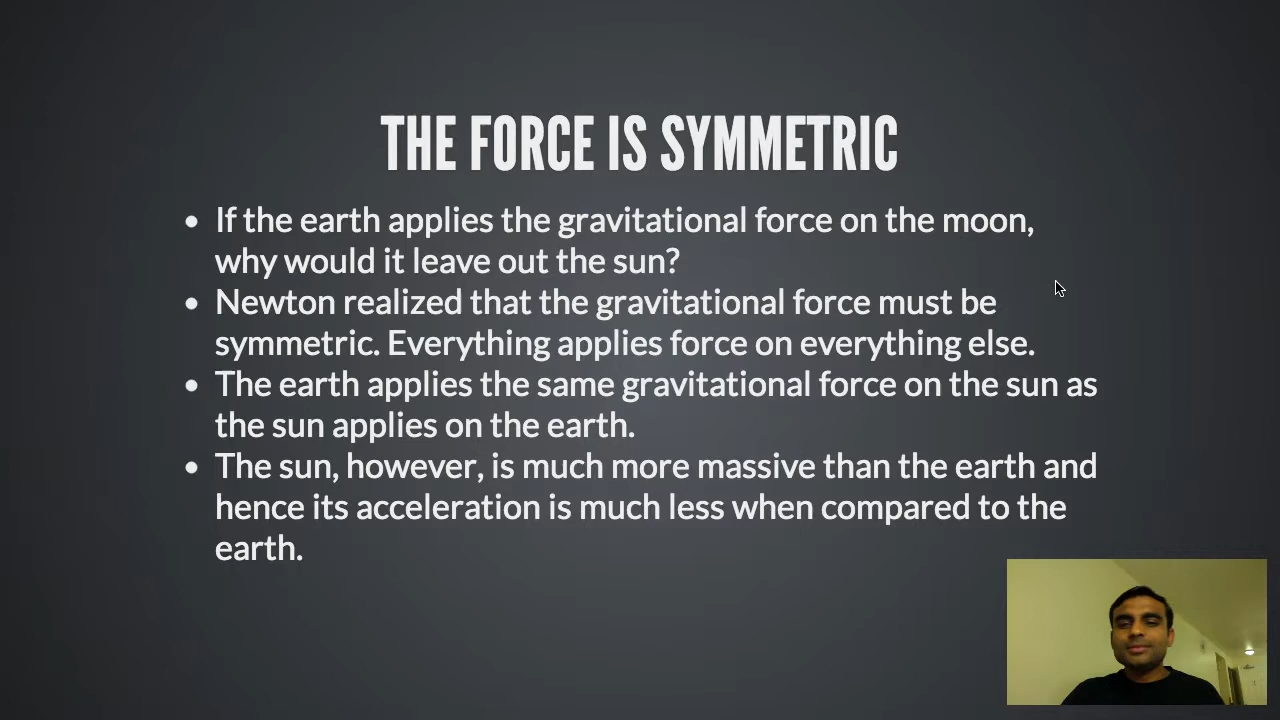 THE FORCE IS SYMMETRIC
• If the earth applies the gravitational force on the moon,
why would it leave out the sun?
• Newton realized that the gravitational force must be
symmetric. Everything applies force on everything else.
• The earth applies the same gravitational force on the sun as
the sun applies on the earth.
• The sun, however, is much more massive than the earth and
hence its acceleration is much less when compared to the
earth.